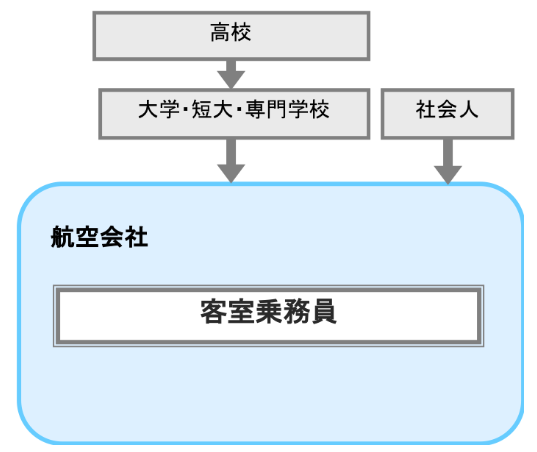 高校
大学・短大・専門学校
社会人
航空会社
客室乗務員